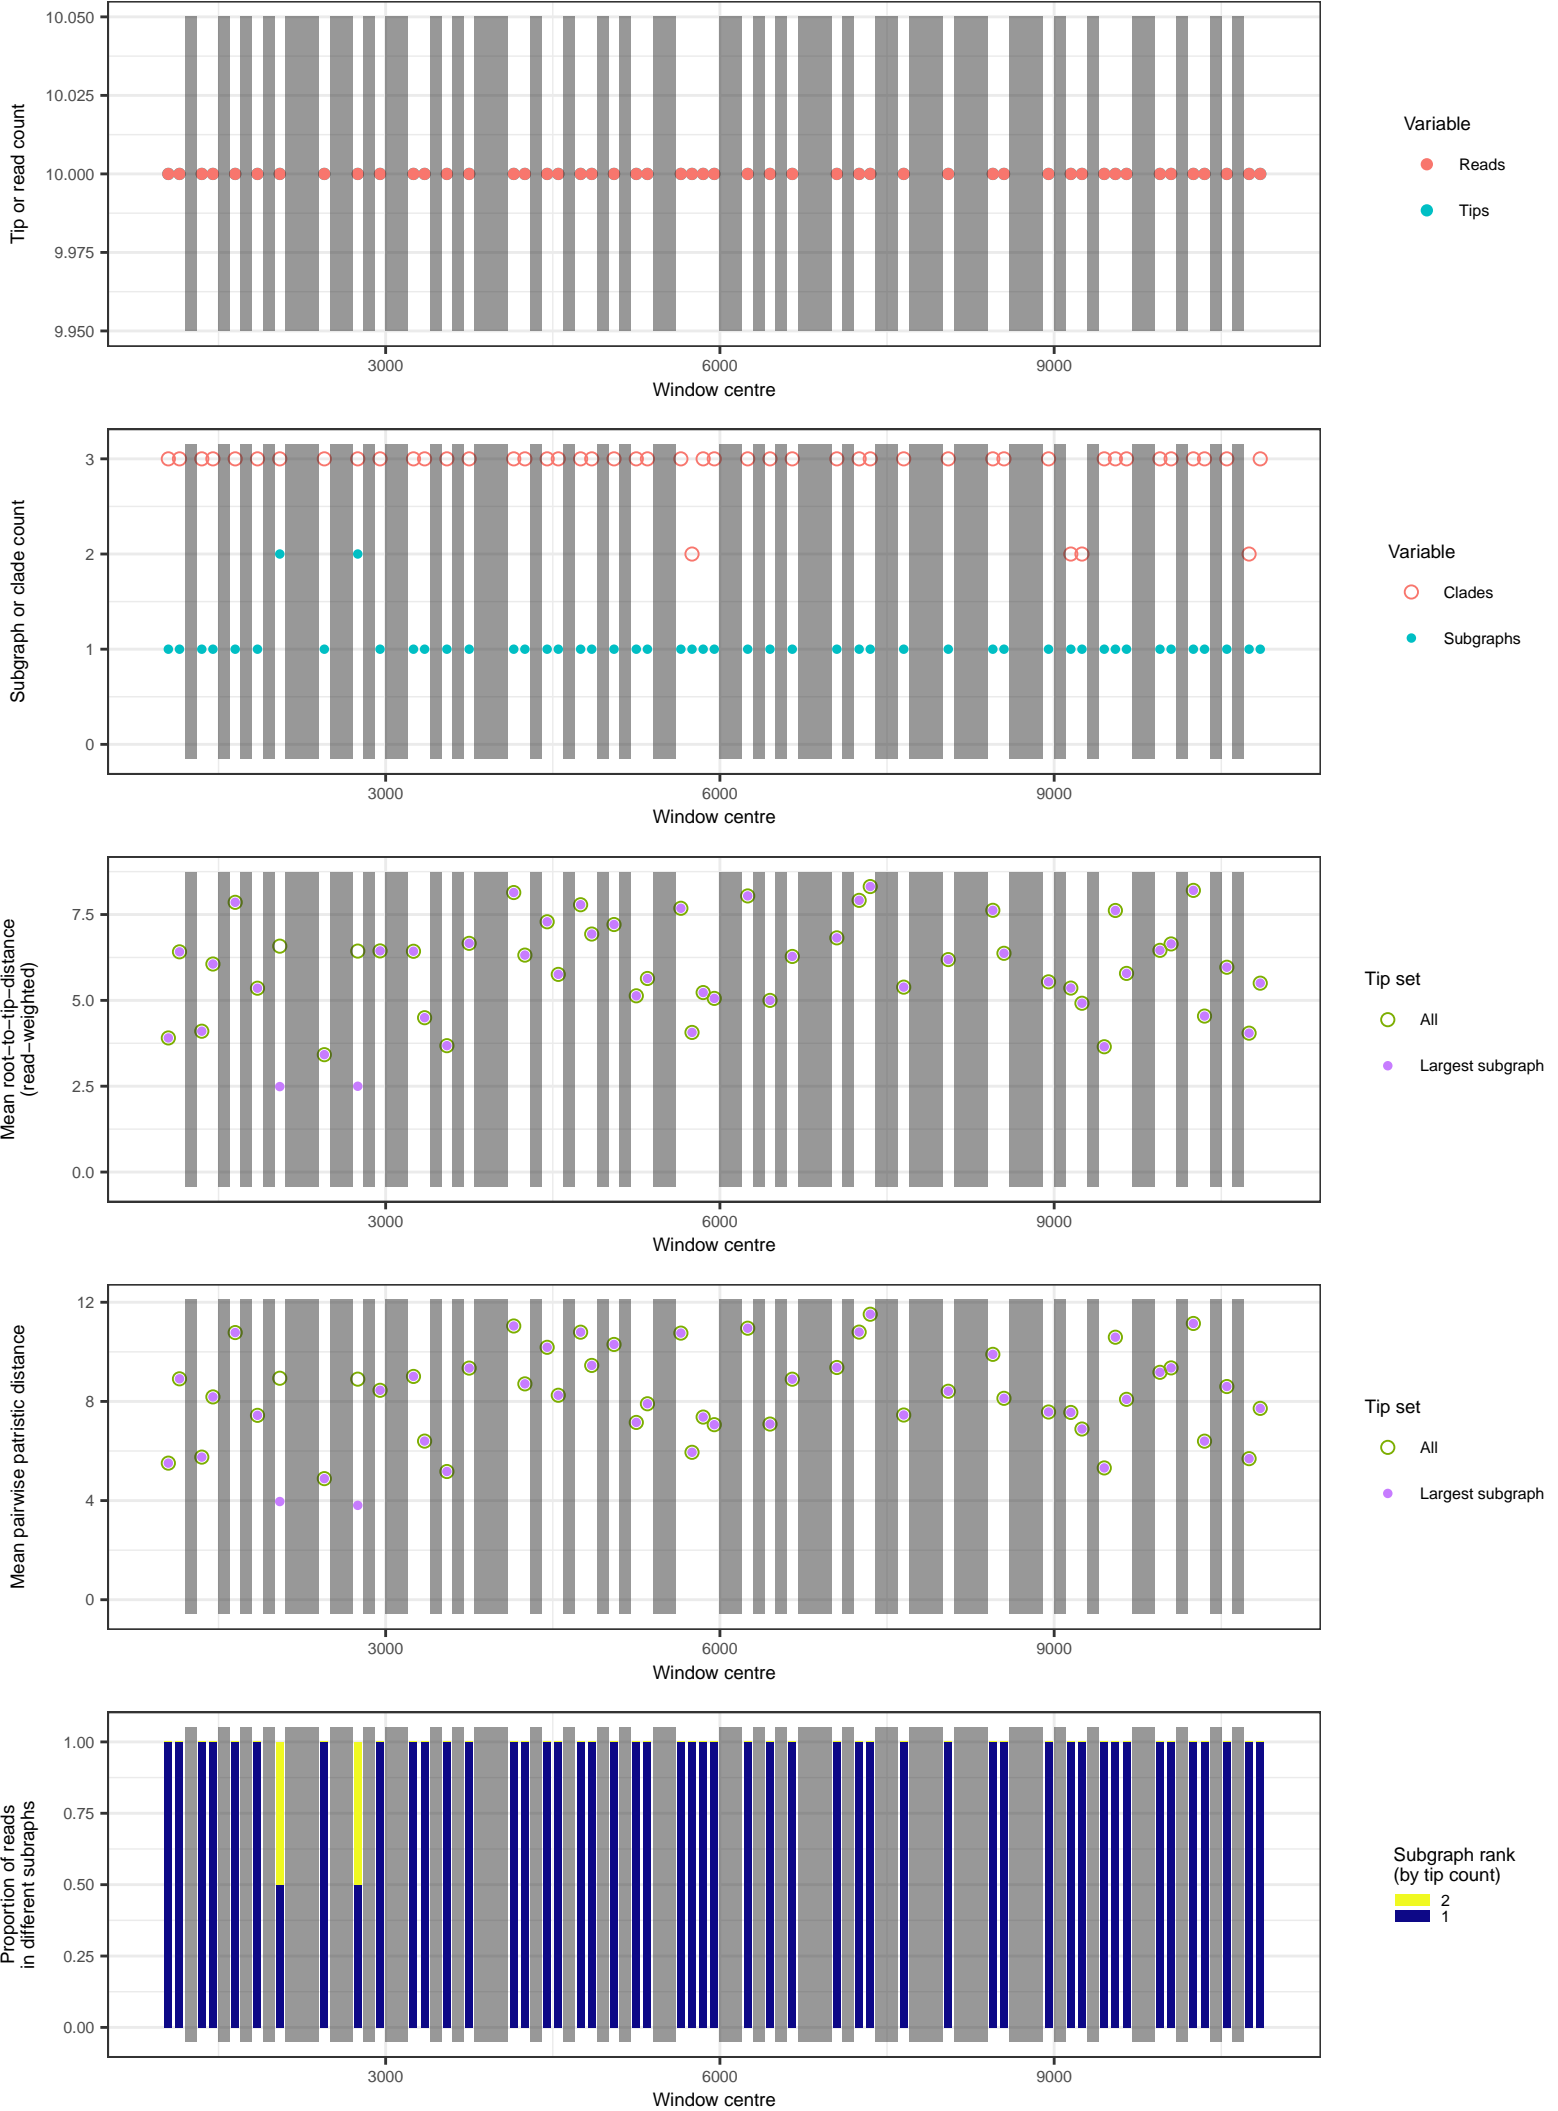 10.050
10.025
10.000
9.975
9.950
Tip or read count
3000
6000
9000
Window centre
Variable
Reads
Tips
3
2
1
0
Subgraph or clade count
3000
6000
9000
Window centre
Variable
Clades
Subgraphs
7.5
5.0
2.5
0.0
Mean root−to−tip−distance
(read−weighted)
3000
6000
9000
Window centre
Tip set
All
Largest subgraph
12
8
4
0
Mean pairwise patristic distance
3000
6000
9000
Window centre
Tip set
All
Largest subgraph
1.00
0.75
0.50
0.25
0.00
Proportion of reads
in different subraphs
3000
6000
9000
Window centre
Subgraph rank
(by tip count)
2
1